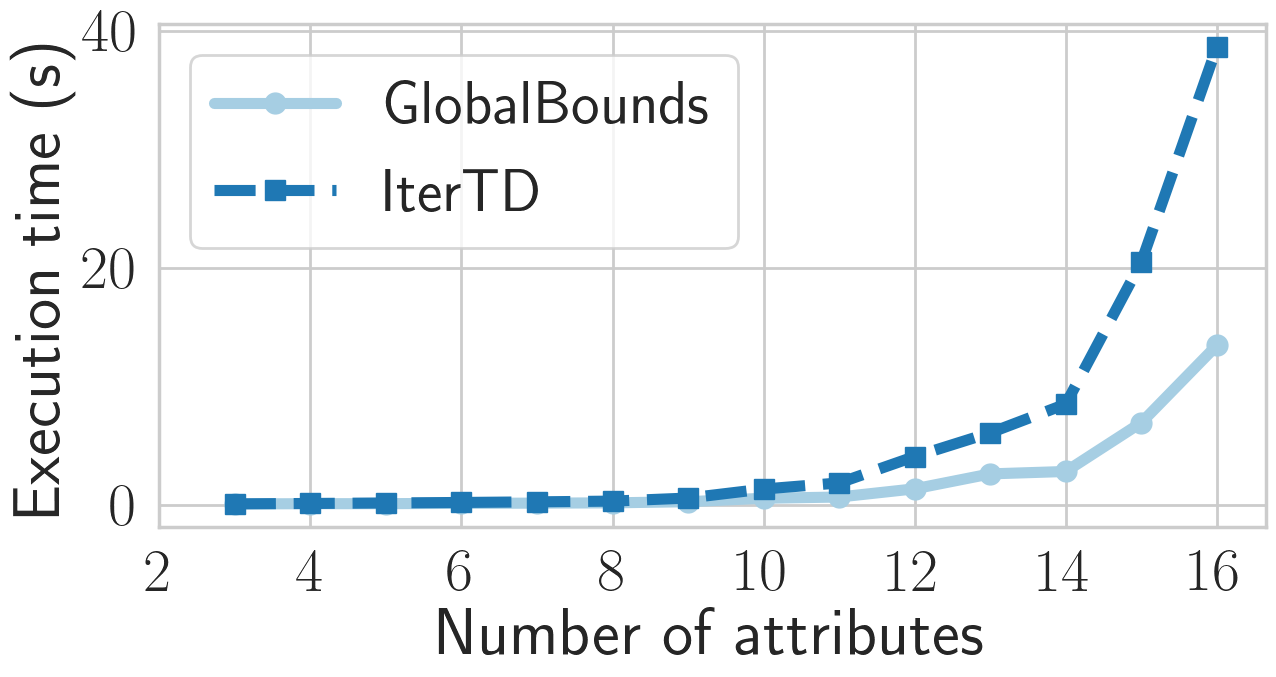 Execution time (s)
40
20
0
GlobalBounds
IterTD
2 4 6 8 10 12 14 16
Number of attributes